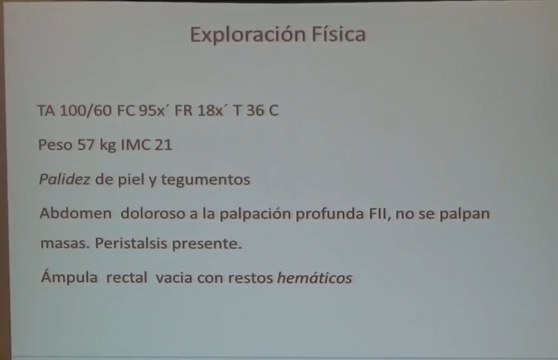 Exploración Física
TA 100/60 FC 95x´ FR 18x´ T 36 C
Peso 57 kg IMC 21
Palidez de piel y tegumentos
Abdomen doloroso a la palpación profunda FII, no se palpan
masas. Peristalsis presente.
Ámpula rectal vacia con restos hemáticos